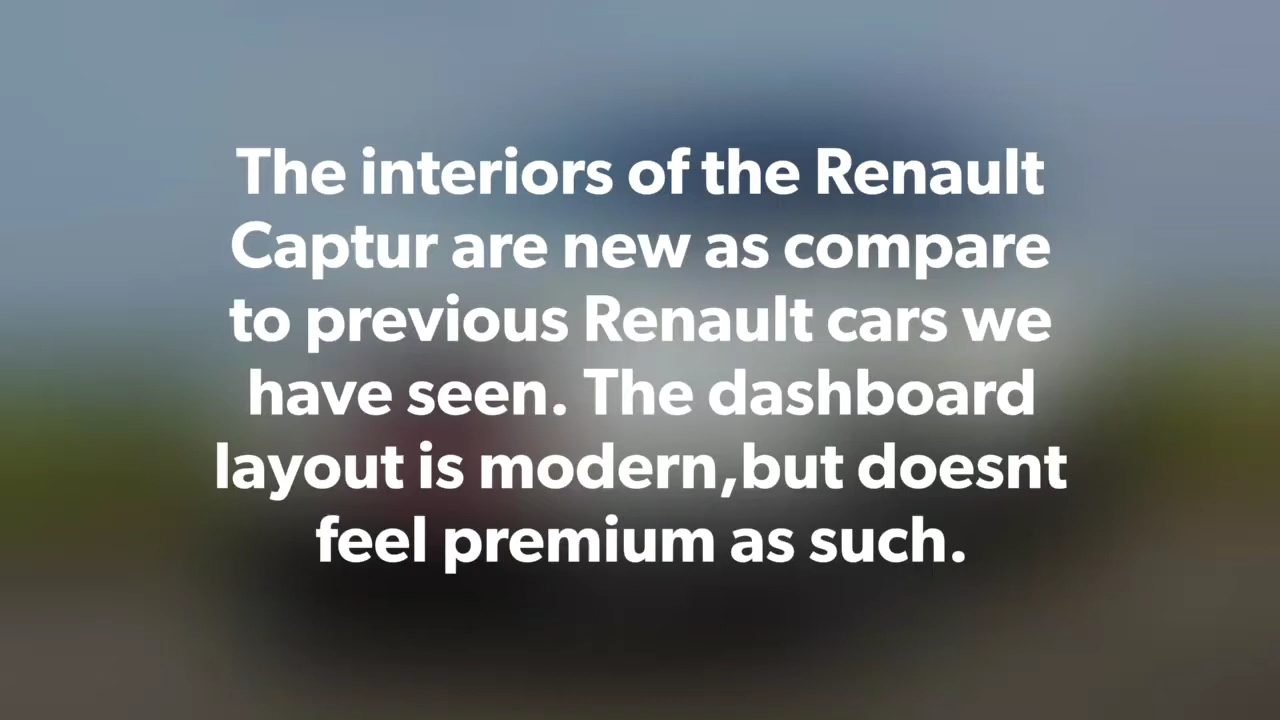 The interiors of the Renault
Captur are new as compare
to previous Renault cars we
have seen. The dashboard
layout is modern,but doesnt
feel premium as such.